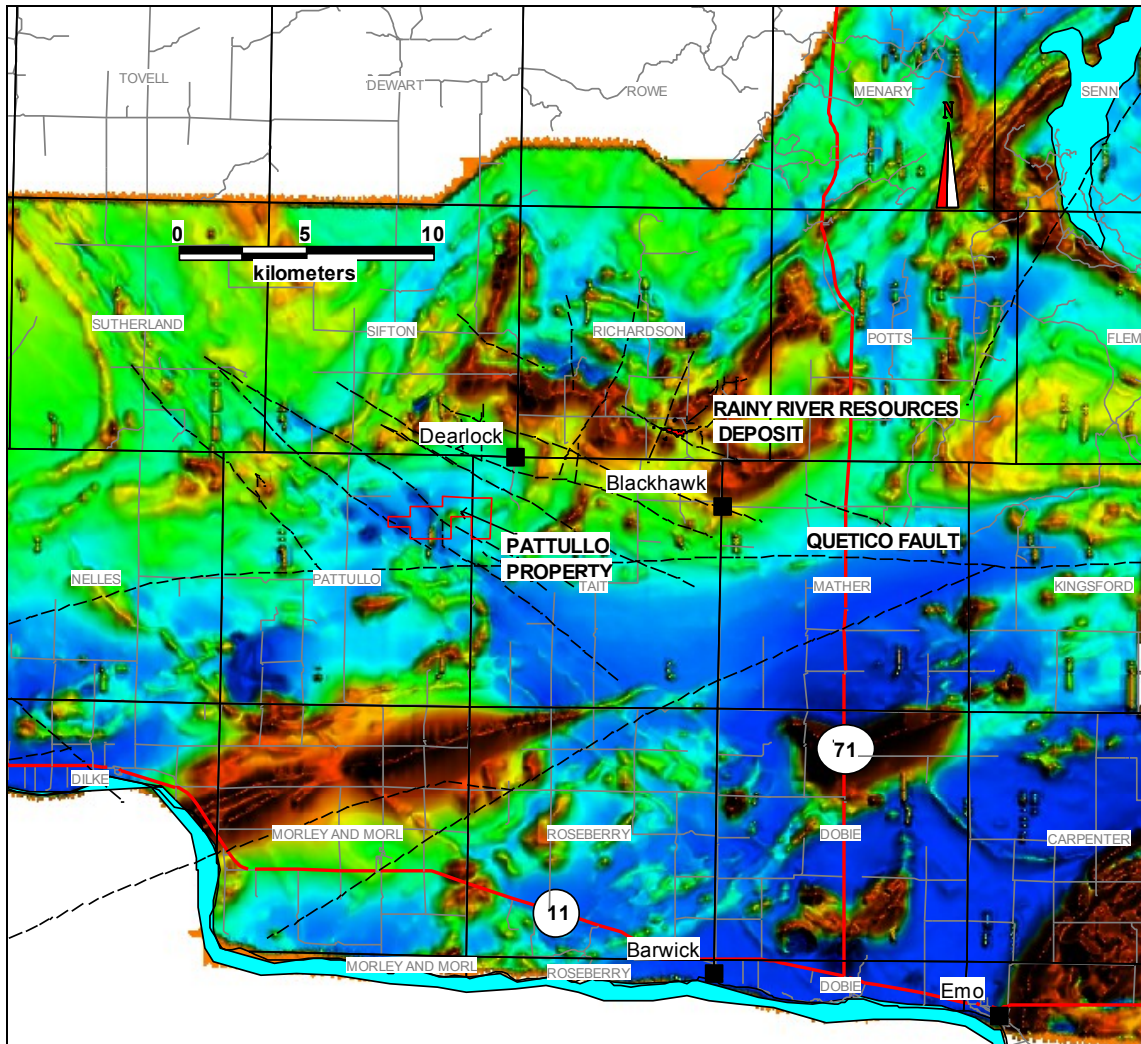 TOVELL
DEWART
ROWE
MENARY
SENN
N
0 5 10
kilometers
SUTHERLAND
SIFTON
RICHARDSON
POTTS
FLEM
RAINY RIVER RESOURCES
DEPOSIT
Dearlock
Blackhawk
PATTULLO
PROPERTY
QUETICO FAULT
NELLES
PATTULLO
TAIT
MATHER
KINGSFORD
71
DILKE
MORLEY AND MORL
ROSEBERRY
DOBIE
CARPENTER
11
Barwick
MORLEY AND MORL
ROSEBERRY
DOBIE
Emo